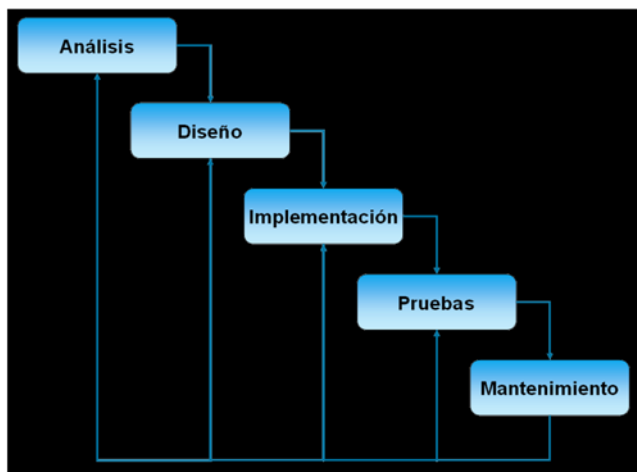 Análisis
Diseño
Implementación
Pruebas
Mantenimiento